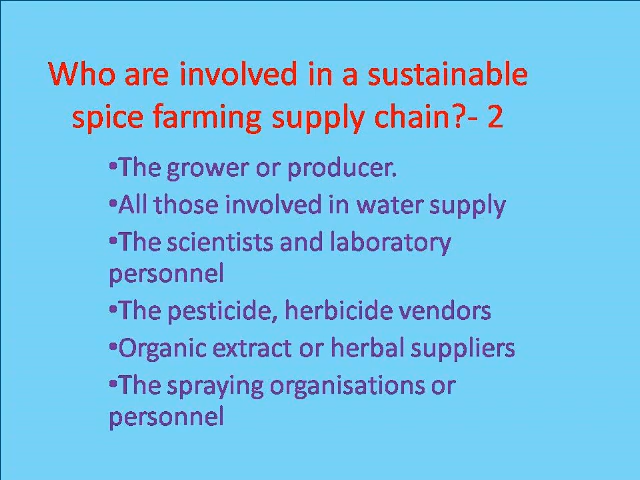 Who are involved in a sustainable
spice farming supply chain?- 2
•The grower or producer.
•All those involved in water supply
•The scientists and laboratory
personnel
•The pesticide, herbicide vendors
•Organic extract or herbal suppliers
•The spraying organisations or
personnel